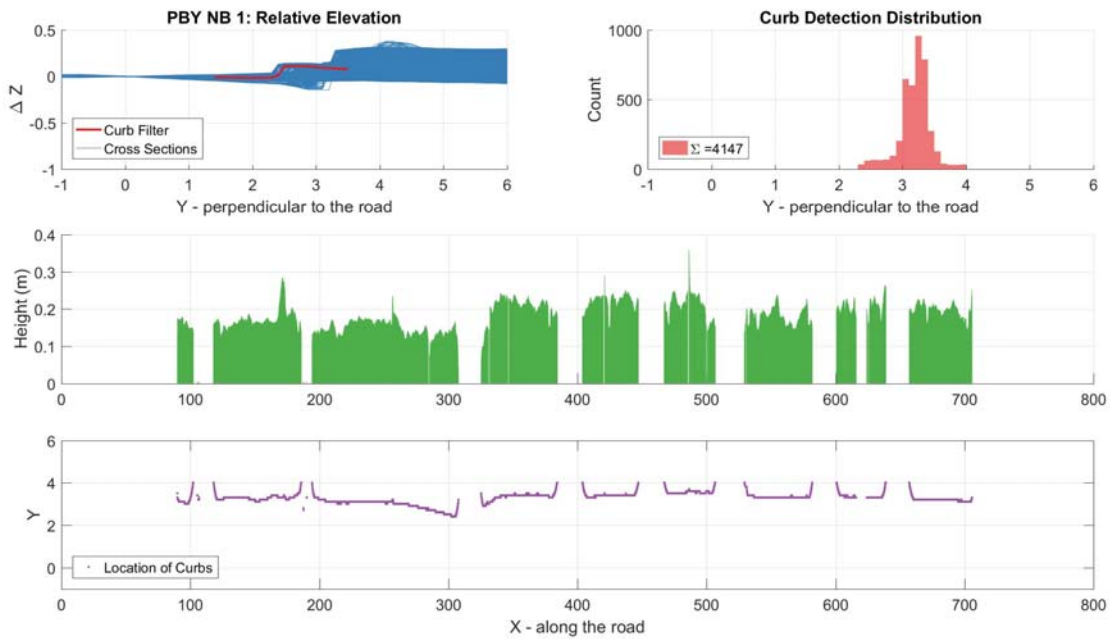 PBY NB 1: Relative Elevation
0.5
0
-0.5
-1
Δ Z
Curb Filter
Cross Sections
-1 0 1 2 3 4 5 6
Y - perpendicular to the road
Curb Detection Distribution
1000
500
0
Count
Σ =4147
-1 0 1 2 3 4 5 6
Y - perpendicular to the road
0.4
0.3
0.2
0.1
0
Height (m)
0 100 200 300 400 500 600 700 800
6
4
2
0
Y
Location of Curbs
0 100 200 300 400 500 600 700 800
X - along the road